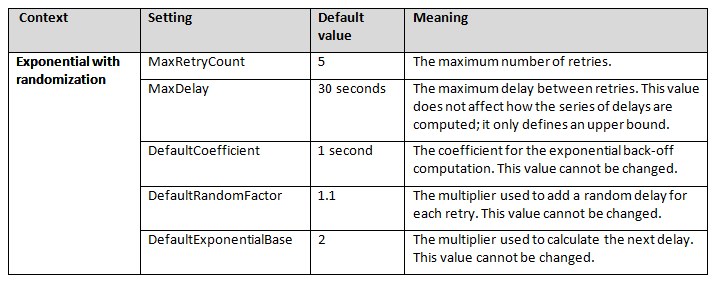 Context Setting Default value Meaning
Exponential with randomization MaxRetryCount 5 The maximum number of retries.
MaxDelay 30 seconds The maximum delay between retries. This value
does not affect how the series of delays are
computed; it only defines an upper bound.
DefaultCoefficient 1 second The coefficient for the exponential back-off
computation. This value cannot be changed.
DefaultRandomFactor 1.1 The multiplier used to add a random delay for
each retry. This value cannot be changed.
DefaultExponentialBase 2 The multiplier used to calculate the next delay.
This value cannot be changed.